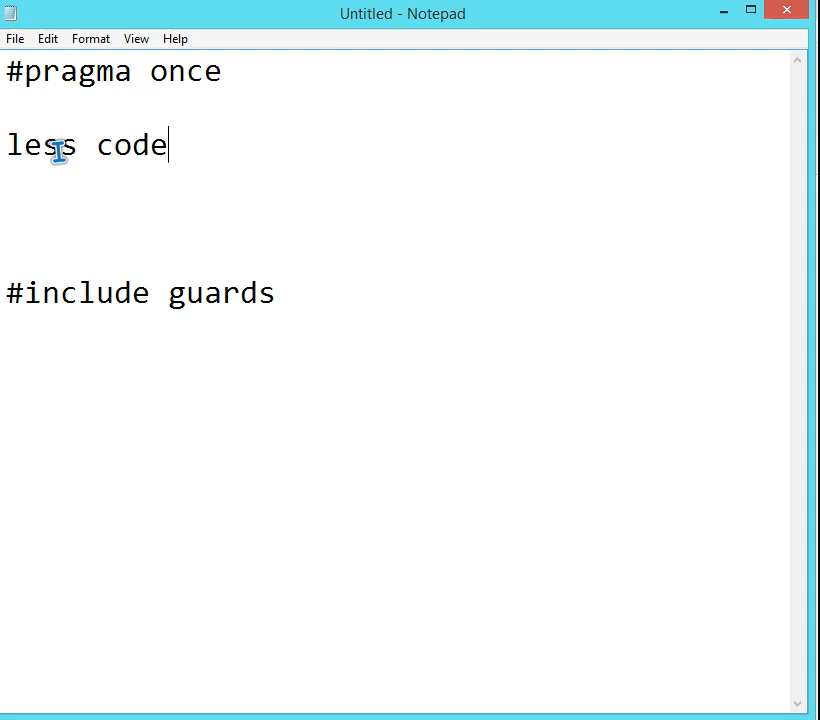 Untitled - Notepad
File Edit Format View Help
#pragma once
less code
#include guards